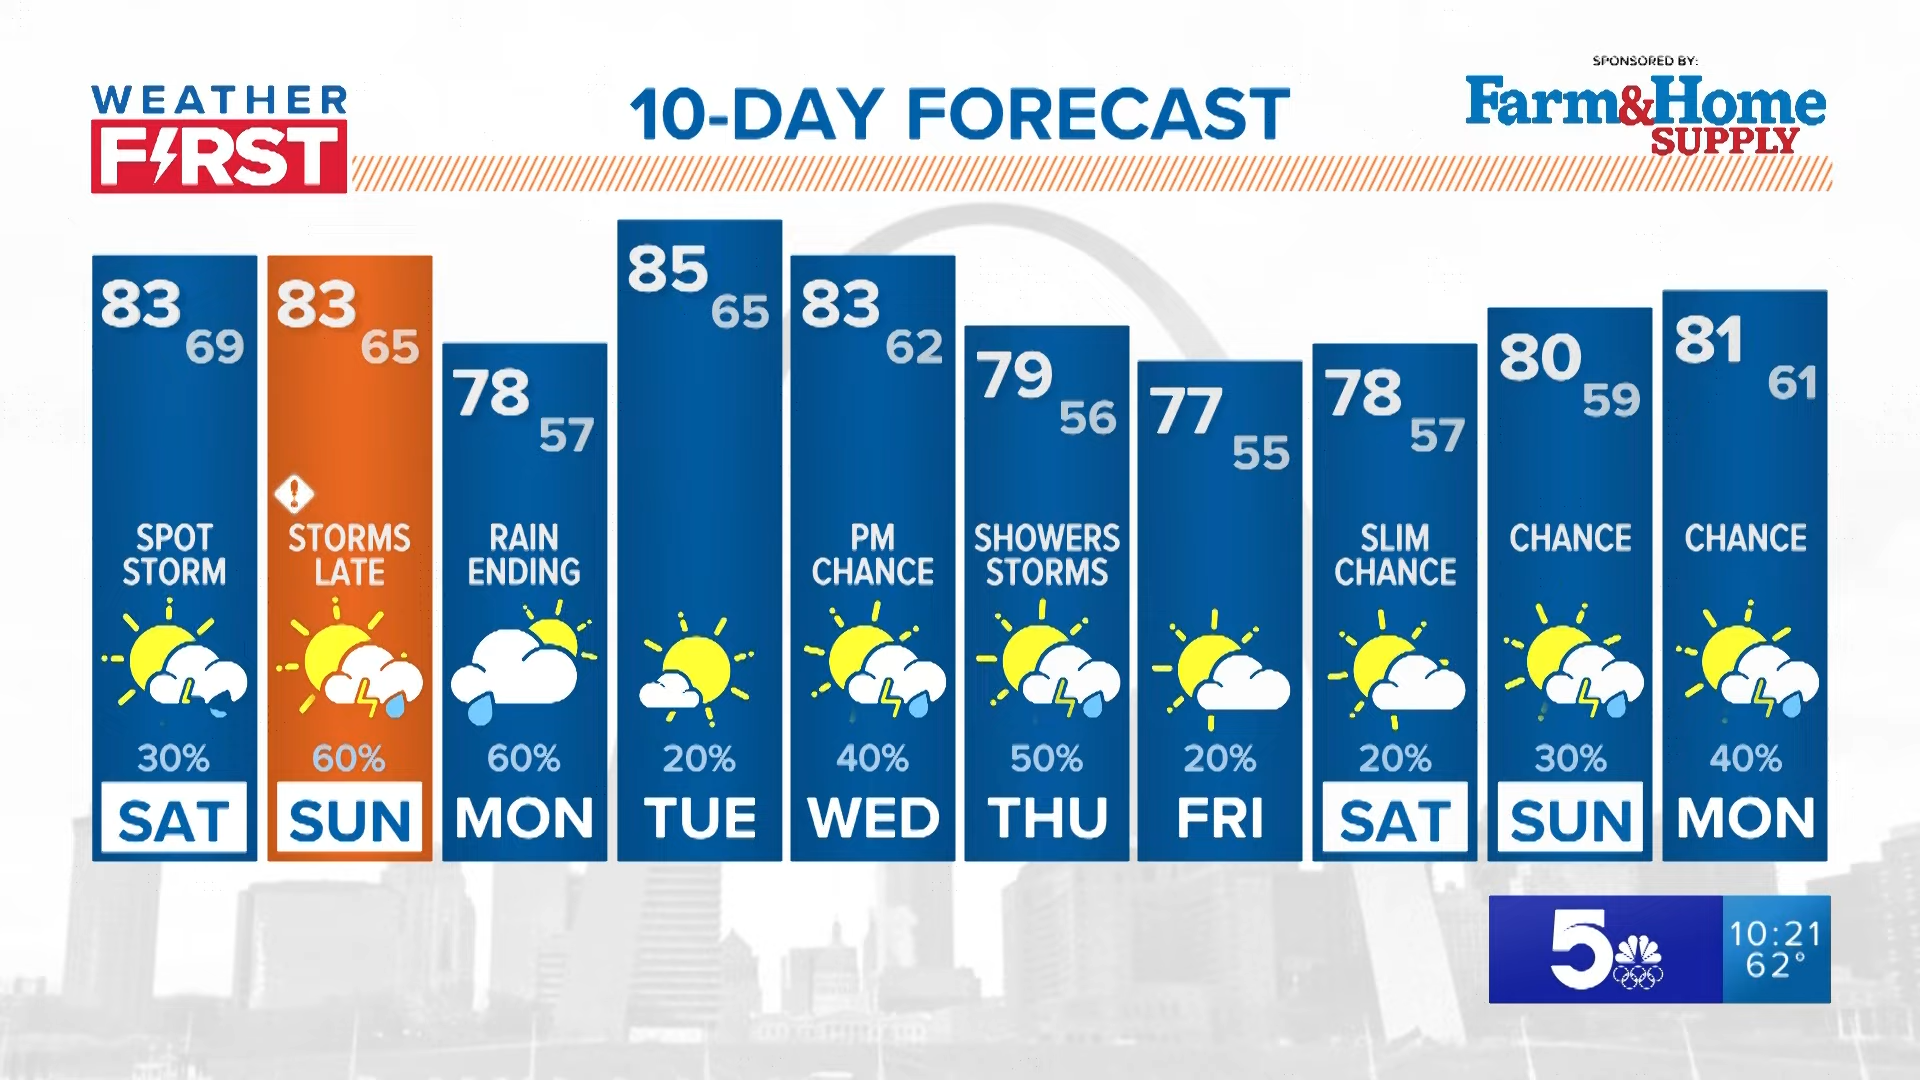 WEATHER
FIRST
10-DAY FORECAST
SPONSORED BY:
Farm&Home
SUPPLY
83
69
SPOT
STORM
30%
SAT
83
65
STORMS
LATE
60%
SUN
78
57
RAIN
ENDING
60%
MON
85
65
20%
TUE
83
62
PM
CHANCE
40%
WED
79
56
SHOWERS
STORMS
50%
THU
77
55
20%
FRI
78
57
SLIM
CHANCE
20%
SAT
80
59
CHANCE
30%
SUN
81
61
CHANCE
40%
MON
5
10:21
62°